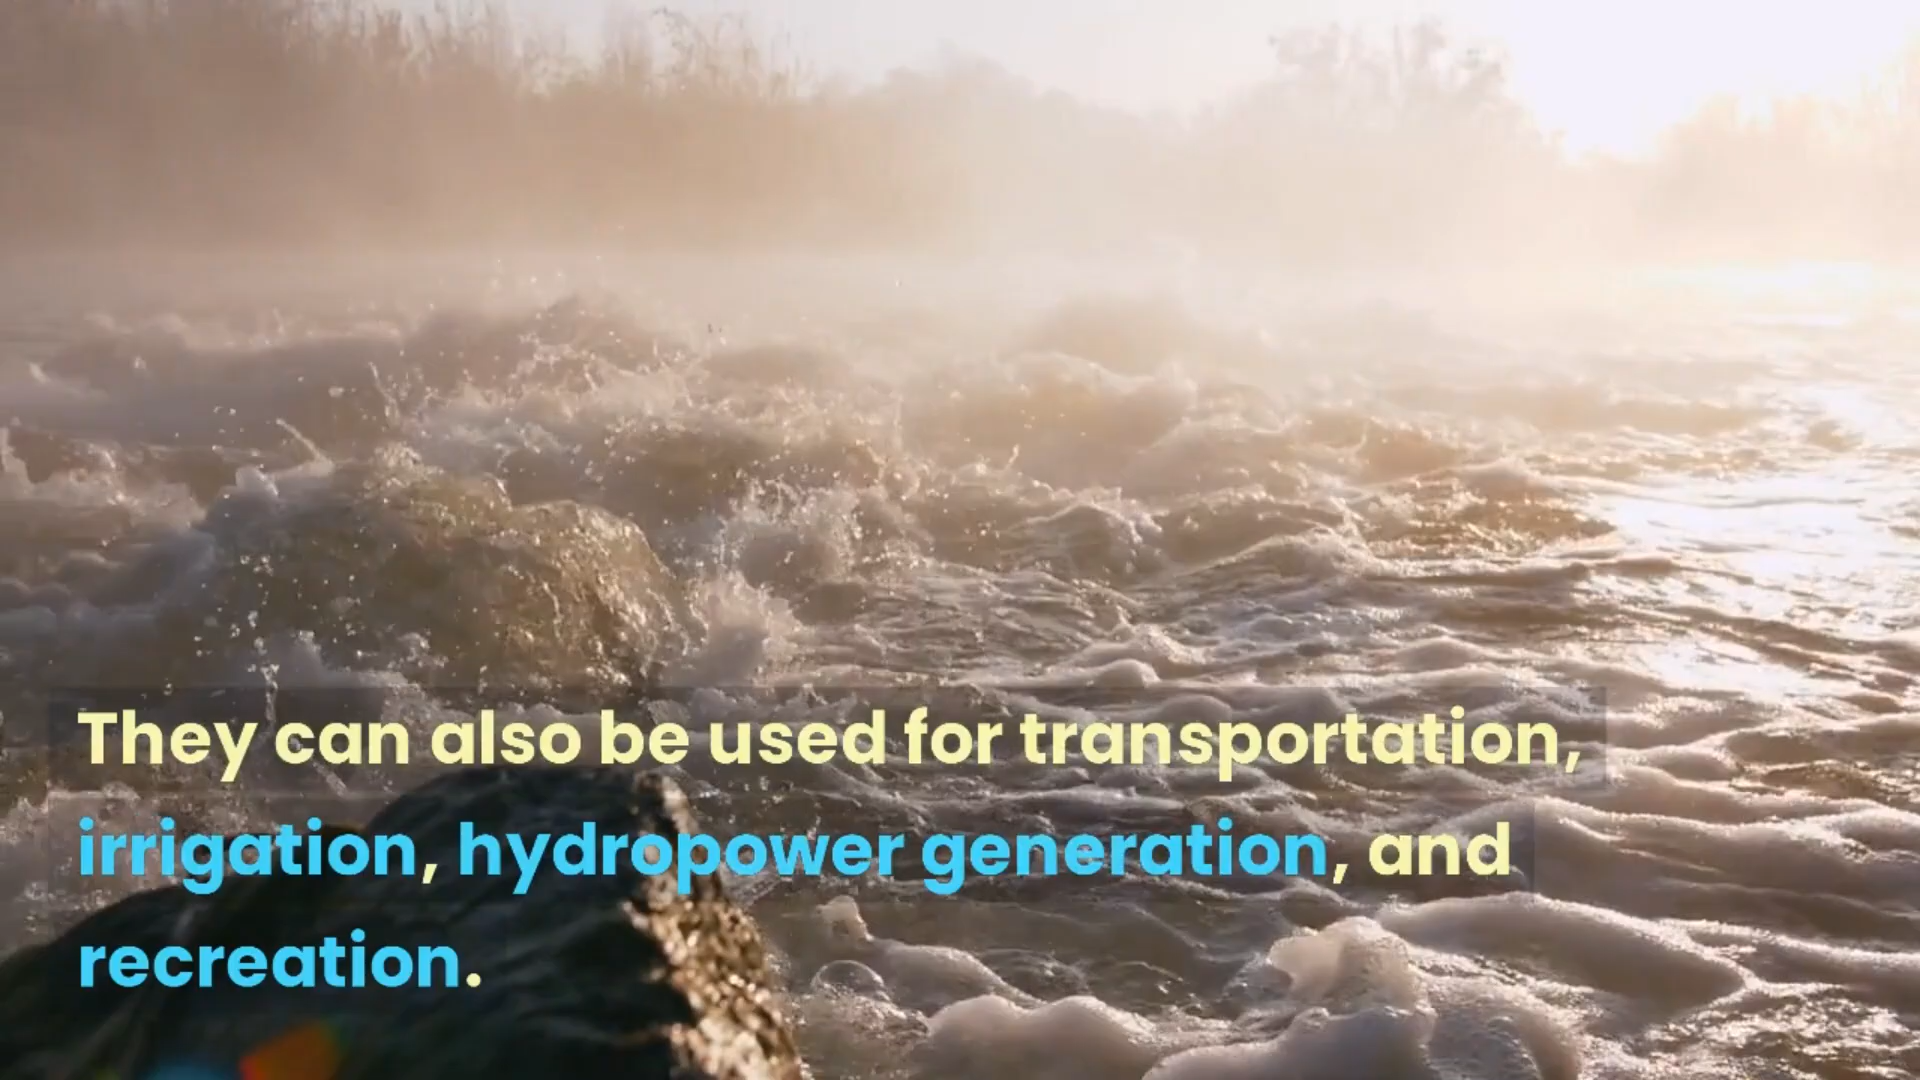 They can also be used for transportation,
irrigation, hydropower generation, and
recreation.